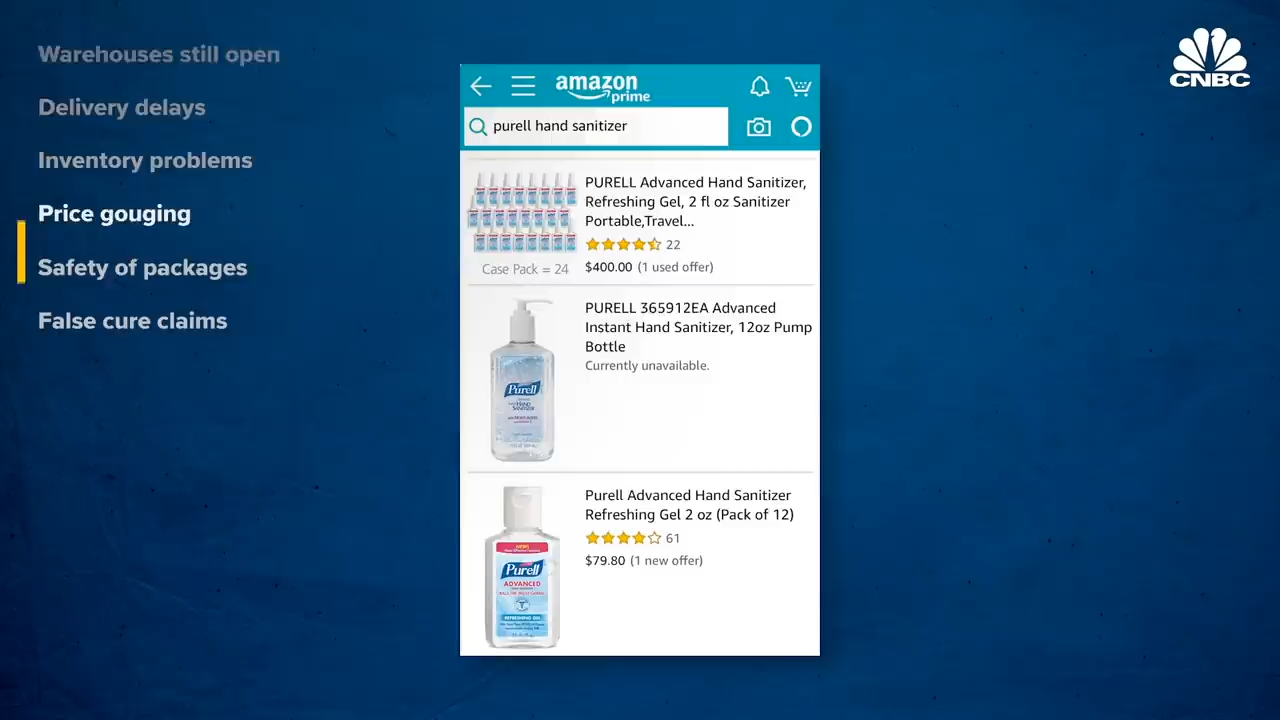 Warehouses still open
Delivery delays
Inventory problems
Price gouging
Safety of packages
False cure claims
CNBC
amazon
prime
purell hand sanitizer
PURELL Advanced Hand Sanitizer,
Refreshing Gel, 2 fl oz Sanitizer
Portable,Travel...
22
Case Pack = 24
$400.00 (1 used offer)
PURELL 365912EA Advanced
Instant Hand Sanitizer, 12oz Pump
Bottle
Currently unavailable.
Purell
HAND
SANITIZER
Purell Advanced Hand Sanitizer
Refreshing Gel 2 oz (Pack of 12)
61
$79.80 (1 new offer)
Purell
ADVANCED
REFRESHING GEL